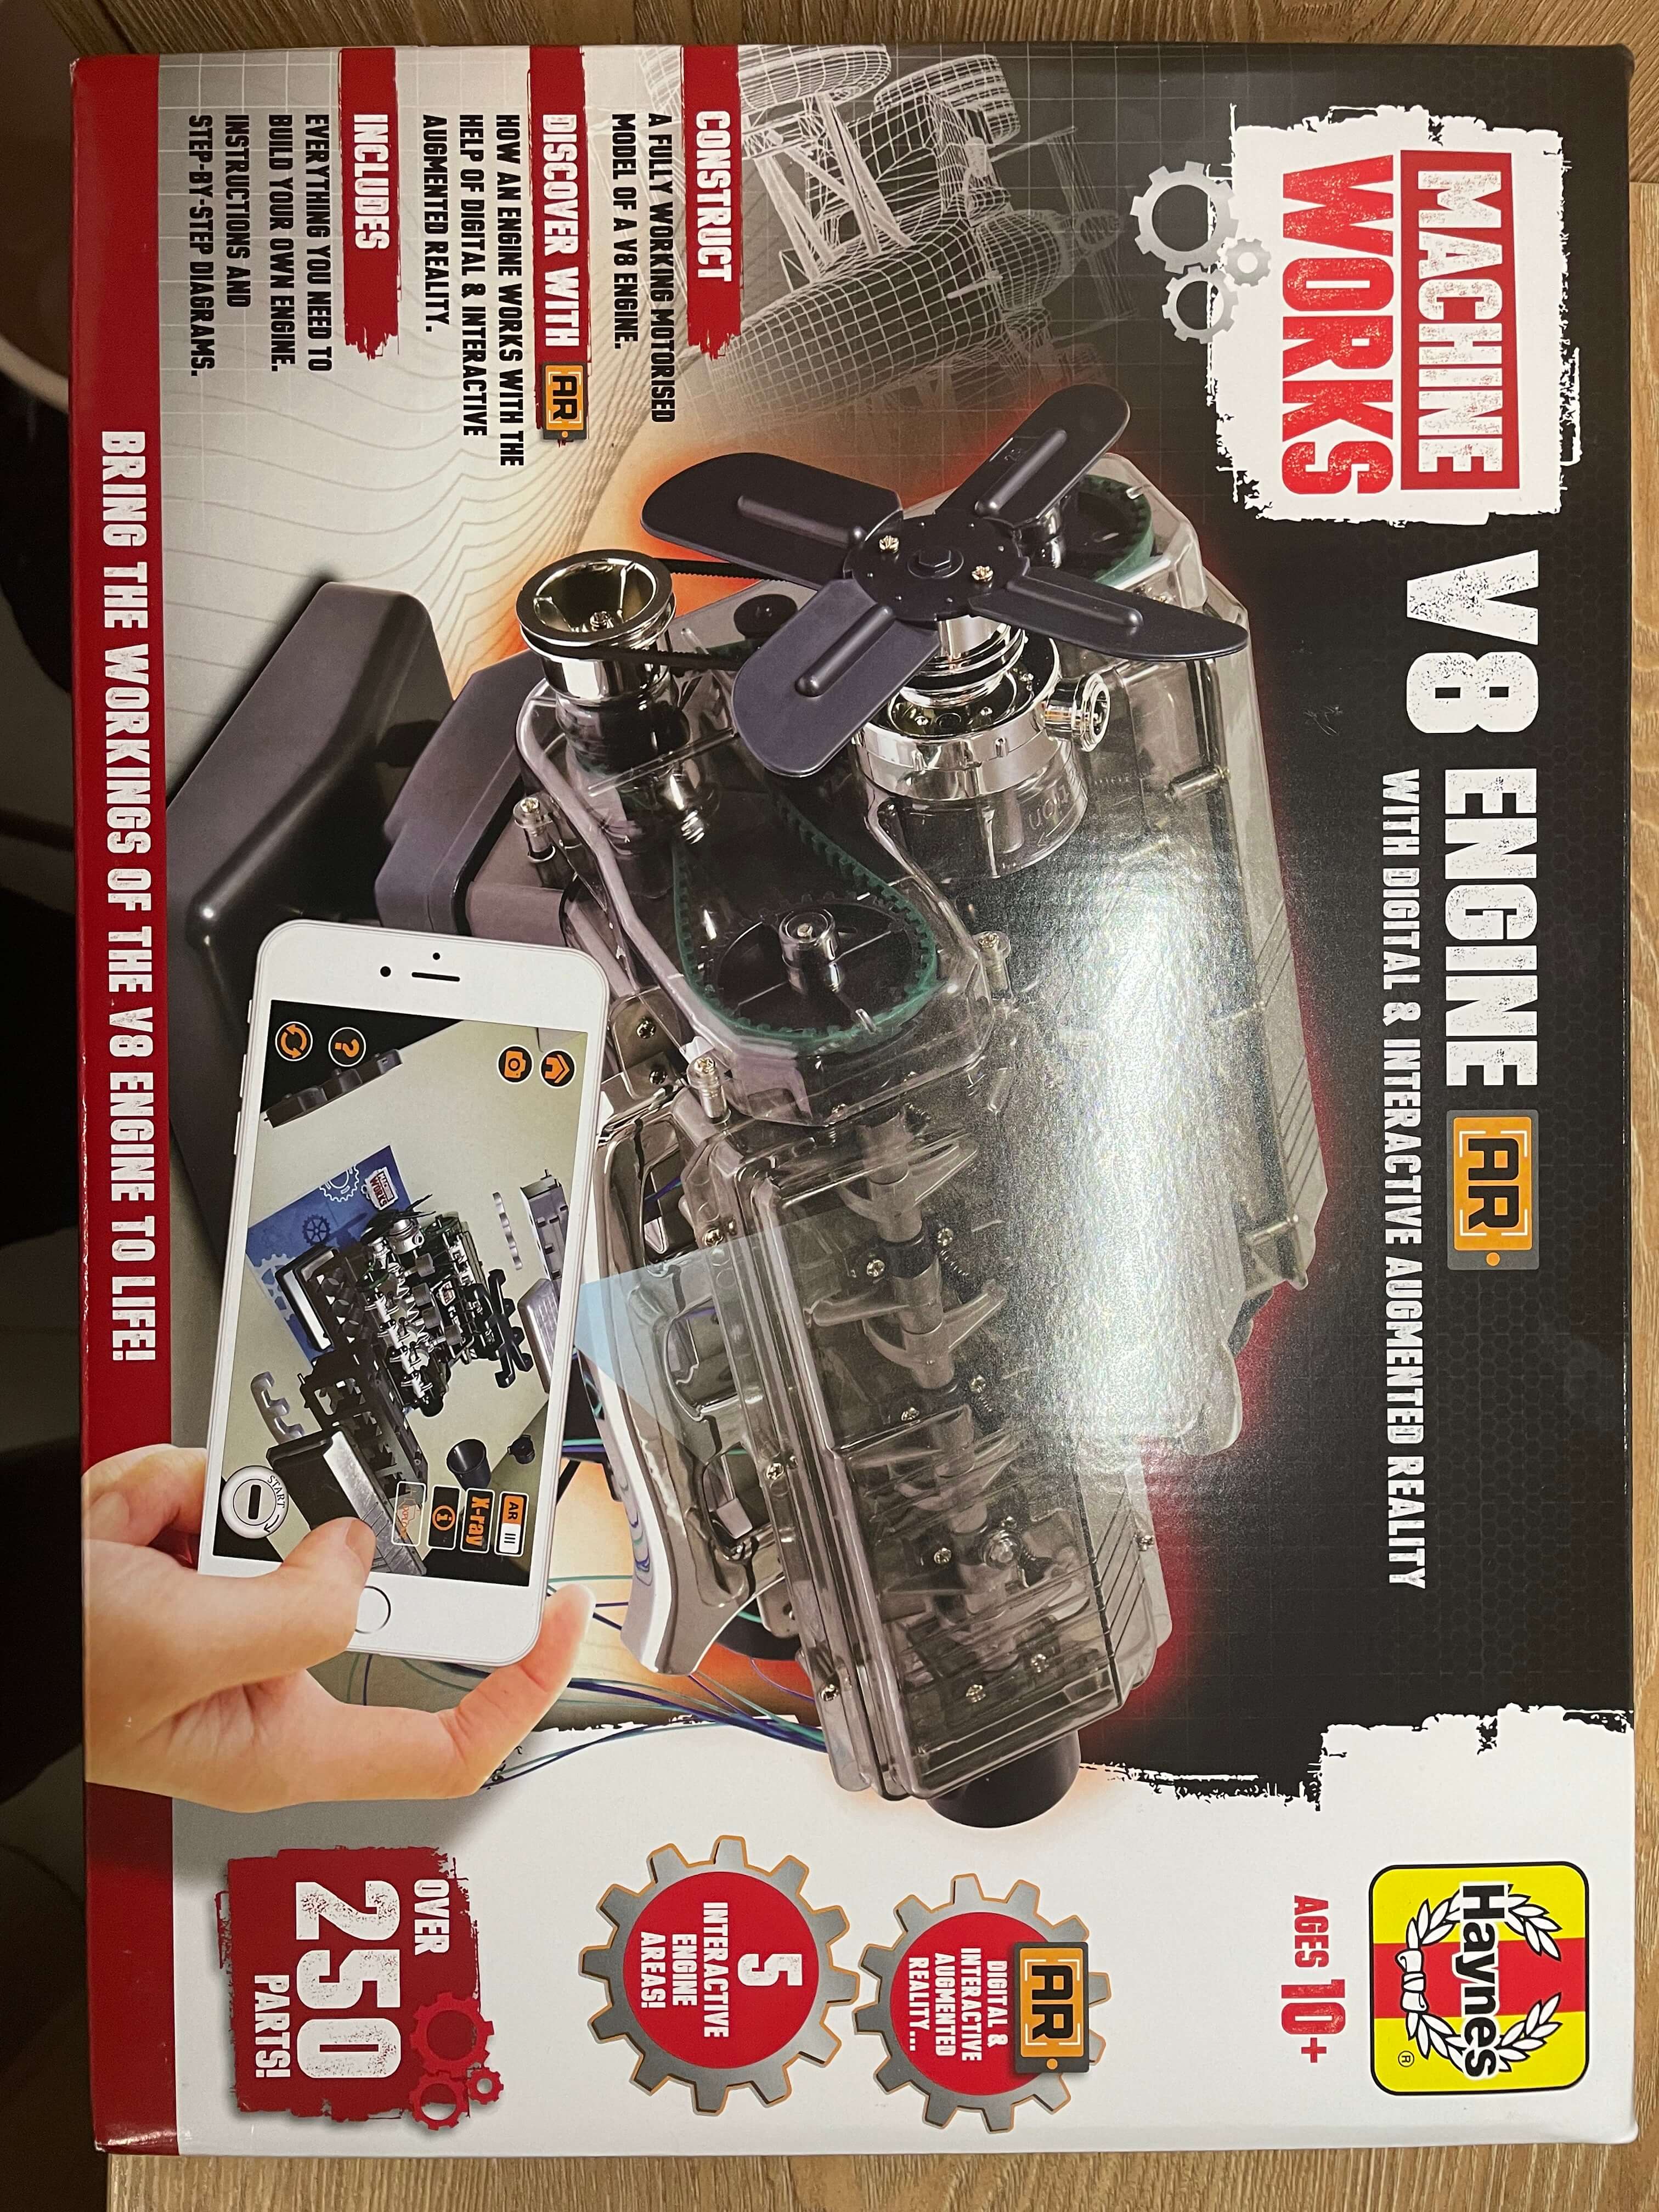 MACHINE
WORKS
V8 ENGINE AR
WITH DIGITAL & INTERACTIVE AUGMENTED REALITY
Haynes
®
AGES 10+
CONSTRUCT
A FULLY WORKING MOTORISED
MODEL OF A V8 ENGINE.
DISCOVER WITH AR
HOW AN ENGINE WORKS WITH THE
HELP OF DIGITAL & INTERACTIVE
AUGMENTED REALITY.
INCLUDES
EVERYTHING YOU NEED TO
BUILD YOUR OWN ENGINE.
INSTRUCTIONS AND
STEP-BY-STEP DIAGRAMS.
AR
DIGITAL &
INTERACTIVE
AUGMENTED
REALITY...
5
INTERACTIVE
ENGINE
AREAS!
OVER
250
PARTS!
MACHINE
WORKS
?
AR
X-ray
i
START
BRING THE WORKINGS OF THE V8 ENGINE TO LIFE!